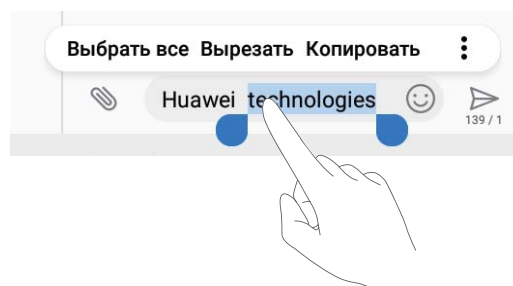 Выбрать все Вырезать Копировать
Huawei technologies
139 / 1